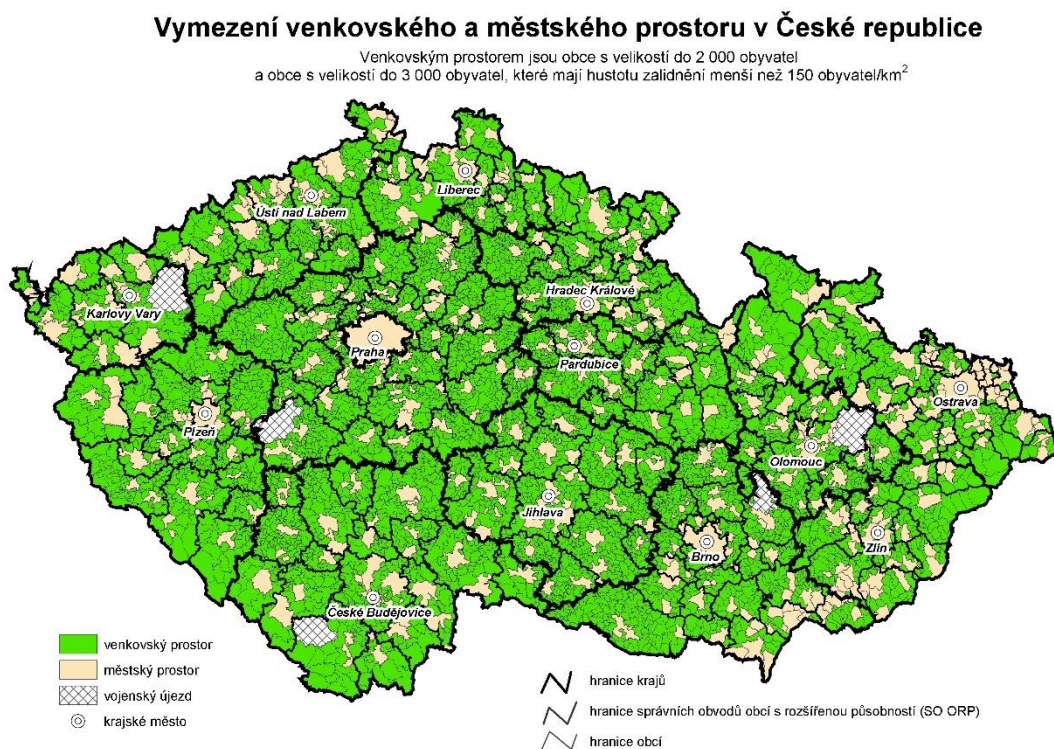 Vymezení venkovského a městského prostoru v České republice
Venkovským prostorem jsou obce s velikostí do 2 000 obyvatel
a obce s velikostí do 3 000 obyvatel, které mají hustotu zalidnění menší než 150 obyvatel/km²
Liberec
Ústí nad Labem
Karlovy Vary
Hradec Králové
Praha
Pardubice
Ostrava
Plzeň
Olomouc
Jihlava
Brno
Zlín
České Budějovice
venkovský prostor
městský prostor
vojenský újezd
krajské město
hranice krajů
hranice správních obvodů obcí s rozšířenou působností (SO ORP)
hranice obcí